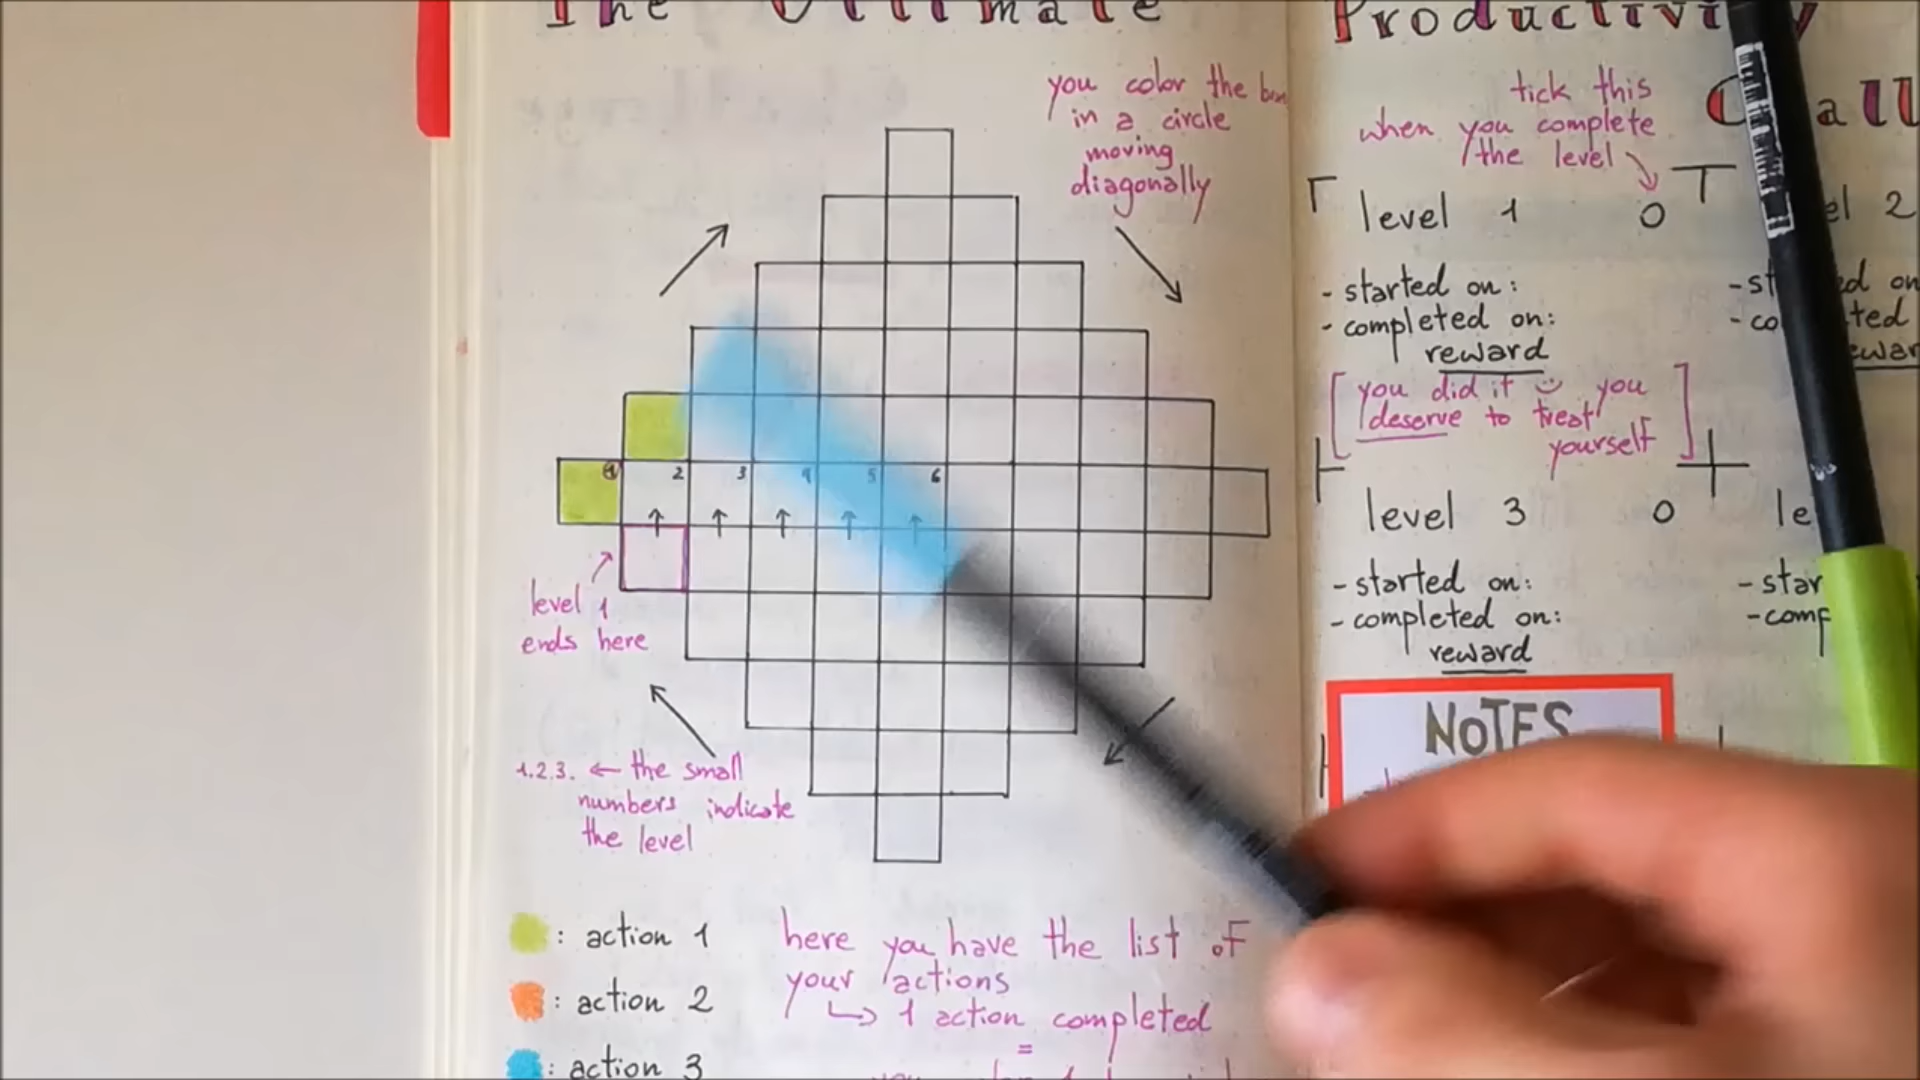 The Ultimate Productivity
you color the
in a circle
moving
diagonally
1 2 3 4 5 6
level 1
ends here
1.2.3. ← the small
numbers indicate
the level
: action 1
: action 2
: action 3
here you have the list of
your actions
↳ 1 action completed
=
tick this
when you complete
the level
level 1 O
- started on:
- completed on:
reward
[you did it you
deserve to treat
yourself]
level 3 O
- started on:
- completed on:
reward
NOTES
2